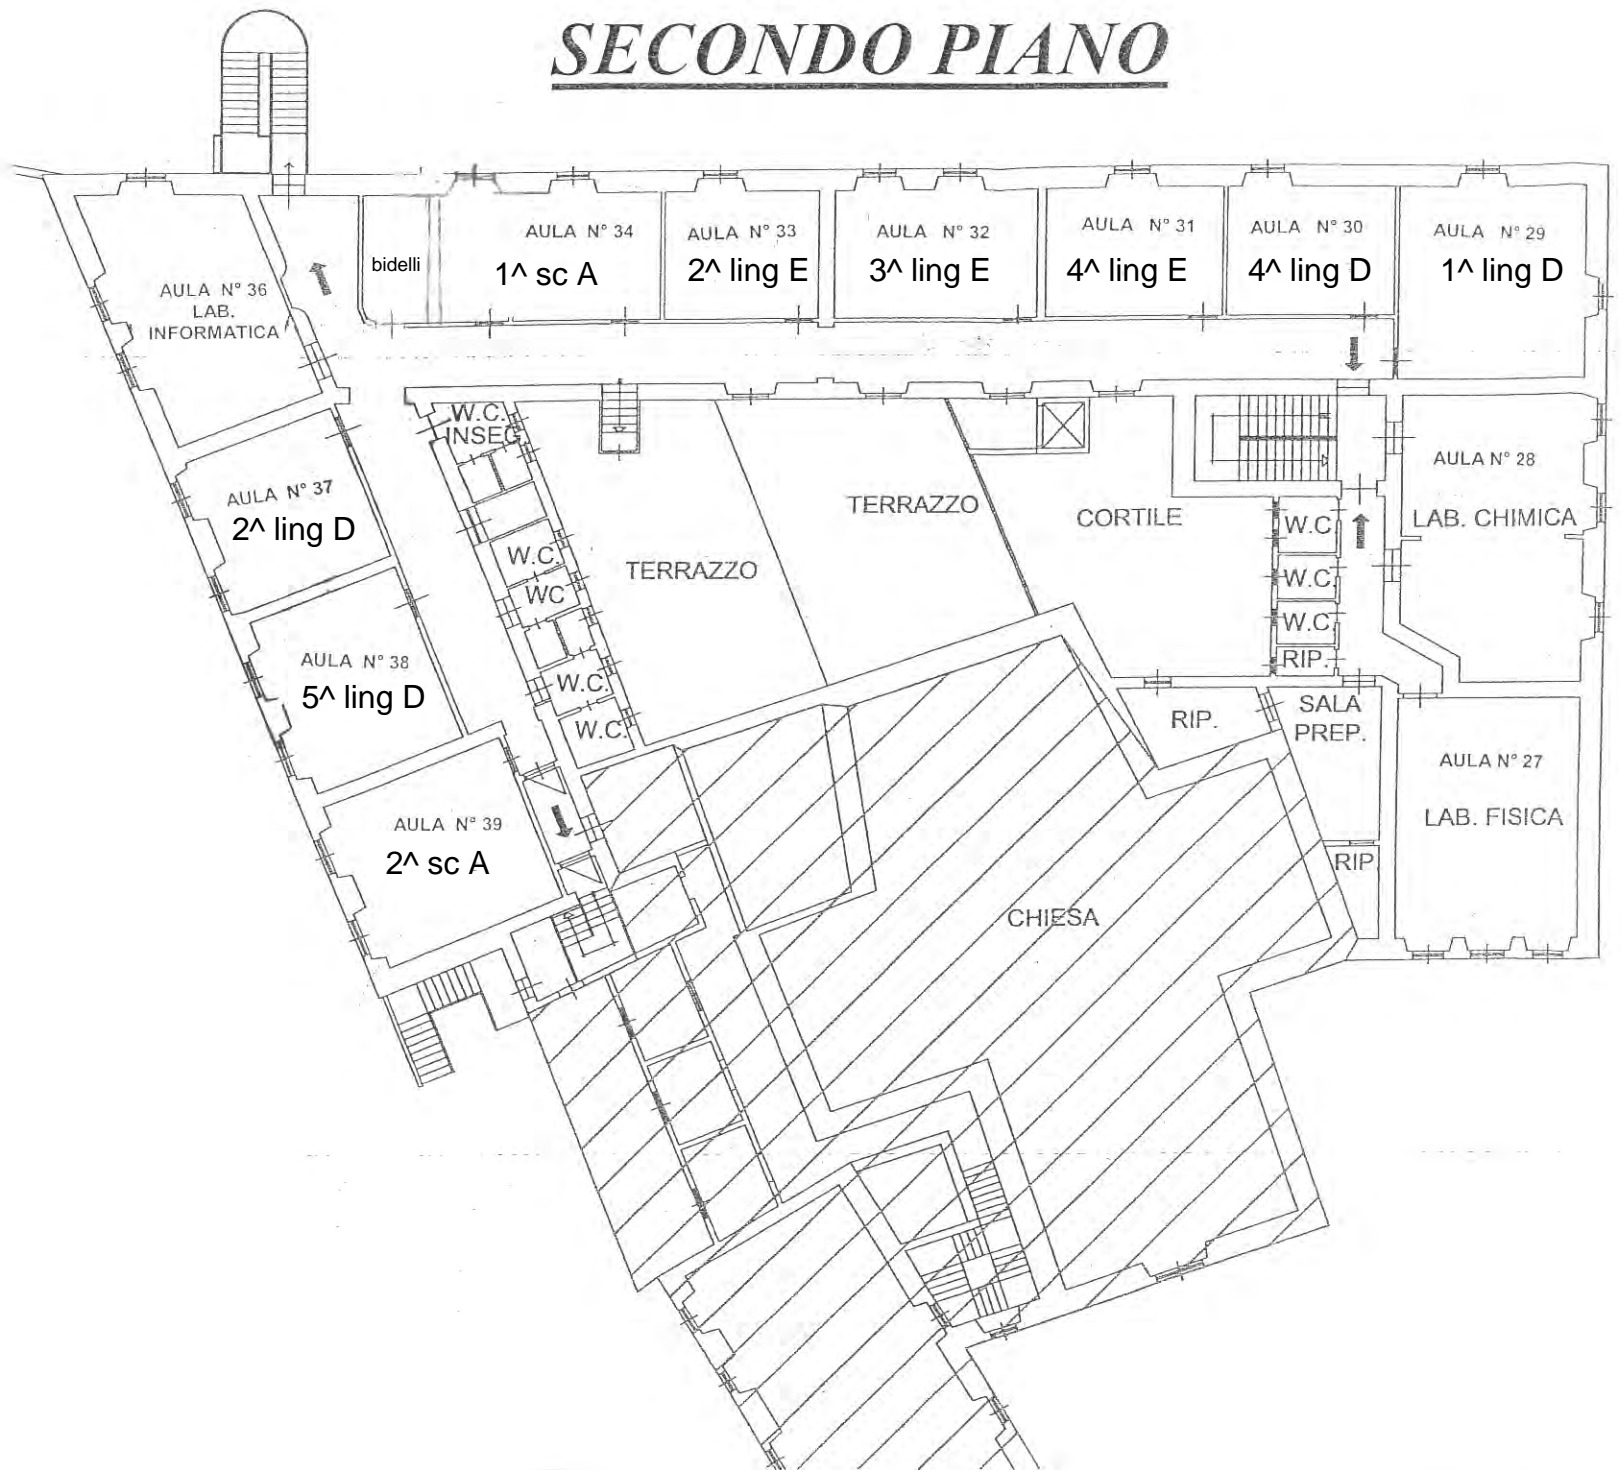 SECONDO PIANO
AULA N° 34
1^ sc A
AULA N° 33
2^ ling E
AULA N° 32
3^ ling E
AULA N° 31
4^ ling E
AULA N° 30
4^ ling D
AULA N° 29
1^ ling D
bidelli
AULA N° 36
LAB.
INFORMATICA
W.C.
INSEG.
AULA N° 37
2^ ling D
AULA N° 28
LAB. CHIMICA
TERRAZZO
CORTILE
W.C
W.C.
W.C
RIP.
W.C.
WC
TERRAZZO
W.C.
W.C.
AULA N° 38
5^ ling D
RIP.
SALA
PREP.
AULA N° 27
LAB. FISICA
RIP
AULA N° 39
2^ sc A
CHIESA